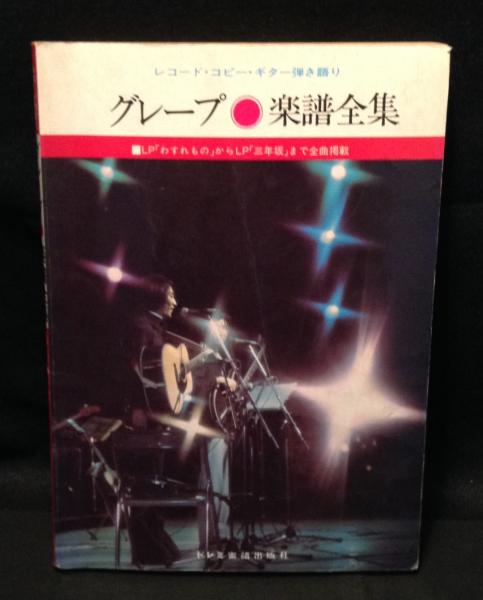 レコード・コピー・ギター弾き語り
グレープ●楽譜全集
■LP「わすれもの」からLP「三年坂」まで全曲掲載
ドレミ楽譜出版社